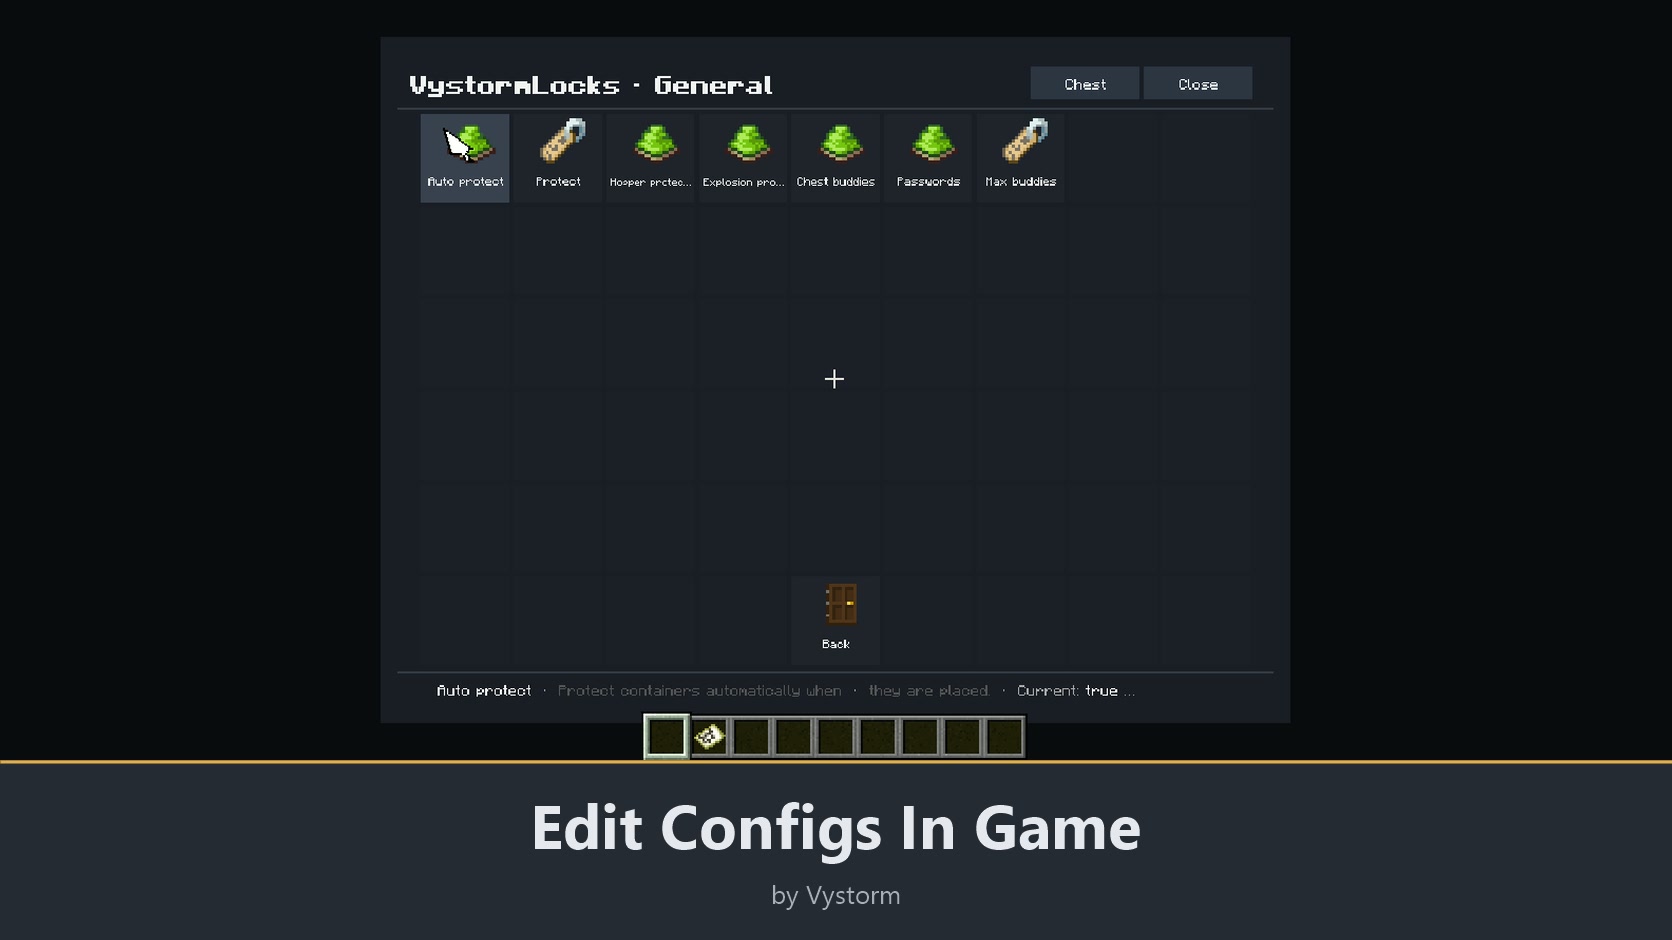 VystormLocks · General
Chest
Close
Auto protect
Protect
Hopper protec...
Explosion pro...
Chest buddies
Passwords
Max buddies
Back
Auto protect · Protect containers automatically when · they are placed. · Current: true ...
Edit Configs In Game
by Vystorm